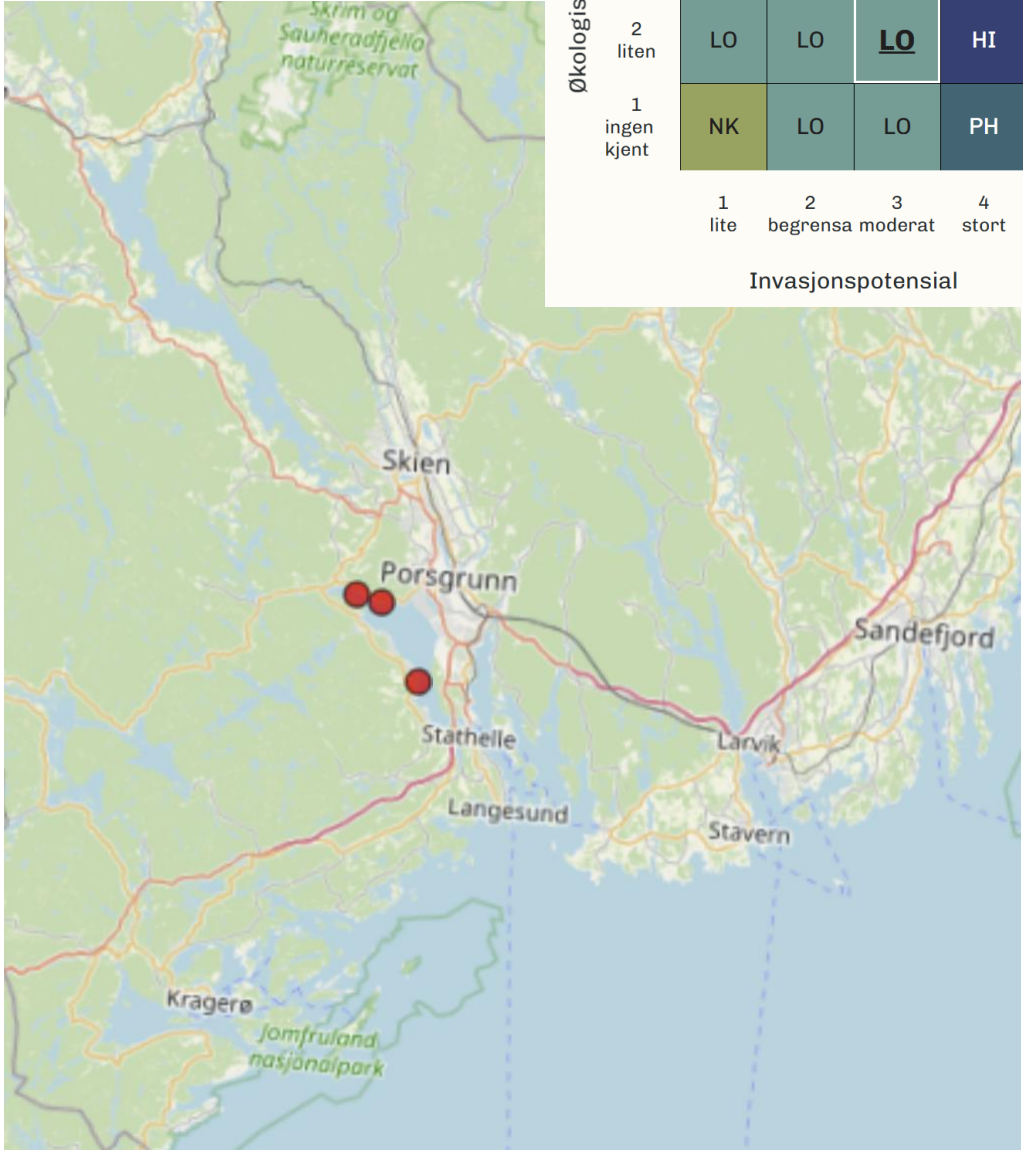 Skrim og
Sauheradfjella
naturreservat
Økologis
2
liten
LO
LO
LO
HI
1
ingen
kjent
NK
LO
LO
PH
1
lite
2
begrensa
3
moderat
4
stort
Invasjonspotensial
Skien
Porsgrunn
Sandefjord
Stathelle
Larvik
Langesund
Stavern
Kragerø
Jomfruland
nasjonalpark